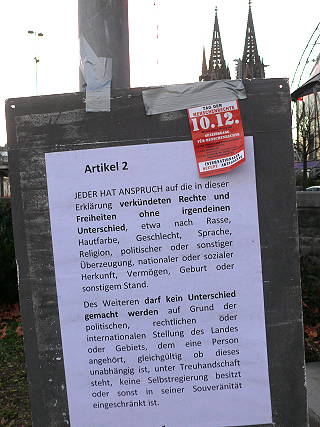 TAG DER
MENSCHENRECHTE
10.12.
FÜR MENSCHENRECHTE
INTERNATIONALE
Artikel 2
JEDER HAT ANSPRUCH auf die in dieser
Erklärung verkündeten Rechte und
Freiheiten ohne irgendeinen
Unterschied, etwa nach Rasse,
Hautfarbe, Geschlecht, Sprache,
Religion, politischer oder sonstiger
Überzeugung, nationaler oder sozialer
Herkunft, Vermögen, Geburt oder
sonstigem Stand.
Des Weiteren darf kein Unterschied
gemacht werden auf Grund der
politischen, rechtlichen oder
internationalen Stellung des Landes
oder Gebiets, dem eine Person
angehört, gleichgültig ob dieses
unabhängig ist, unter Treuhandschaft
steht, keine Selbstregierung besitzt
oder sonst in seiner Souveränität
eingeschränkt ist.